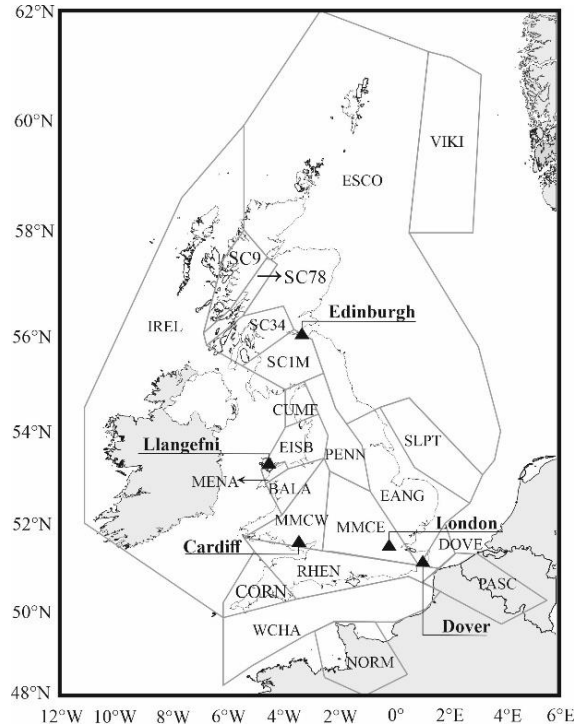 62°N
60°N
VIKI
ESCO
58°N
SC9
SC78
Edinburgh
IREL
56°N
SC34
SC1M
CUMF
54°N
Llangefni
EISB
PENN
SLPT
MENA
BALA
EANG
52°N
MMCW
MMCE
London
Cardiff
DOVE
RHEN
CORN
PASC
50°N
WCHA
Dover
NORM
48°N
12°W 10°W 8°W 6°W 4°W 2°W 0° 2°E 4°E 6°E